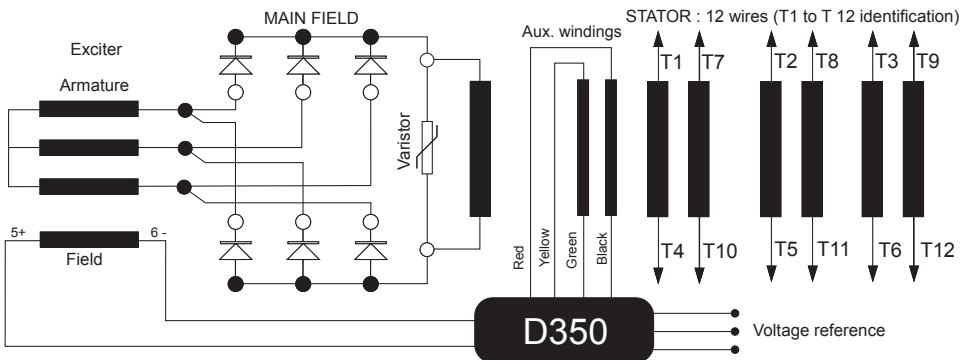 MAIN FIELD
STATOR : 12 wires (T1 to T 12 identification)
Aux. windings
Exciter
Armature
T1
T7
T2
T8
T3
T9
Varistor
5+
6 -
Field
Red
Yellow
Green
Black
T4
T10
T5
T11
T6
T12
D350
Voltage reference